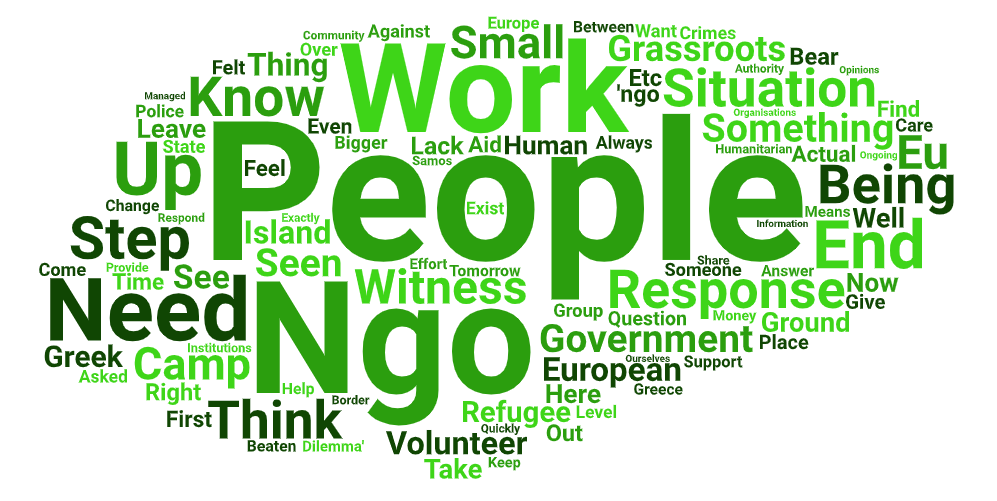 Europe
Between
Want
Crimes
Community
Against
Small
Over
Work
Grassroots
Bear
Felt
Thing
Etc
Authority
Opinions
Know
'ngo
Situation
Managed
Police
Find
Organisations
Leave
Even
Something
Care
State
Bigger
Lack
Aid
Human
Always
Humanitarian
Actual
Ongoing
Eu
Up
People
Feel
Samos
Being
Change
Respond
Exactly
Exist
Information
Means
Well
Step
Island
End
Come
Provide
Time
See
Seen
Effort
Tomorrow
Share
Someone
Answer
Need
Ngo
Witness
Response
Now
Give
Group
Question
Money
Ground
Greek
Institutions
Camp
Government
Place
Asked
Ourselves
European
Support
Right
Help
Border
Here
Greece
First
Think
Refugee
Level
Quickly
Out
Beaten
Dilemma'
Volunteer
Take
Keep